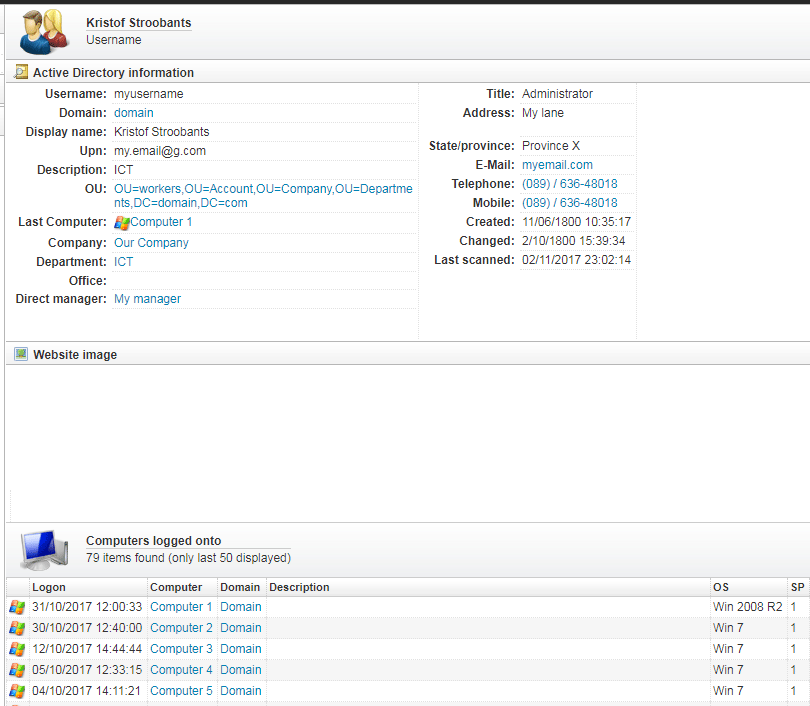 Kristof Stroobants
Username
Active Directory information
Username: myusername
Domain: domain
Display name: Kristof Stroobants
Upn: my.email@g.com
Description: ICT
OU: OU=workers,OU=Account,OU=Company,OU=Departme
nts,DC=domain,DC=com
Last Computer: Computer 1
Company: Our Company
Department: ICT
Office:
Direct manager: My manager
Title: Administrator
Address: My lane
State/province: Province X
E-Mail: myemail.com
Telephone: (089) / 636-48018
Mobile: (089) / 636-48018
Created: 11/06/1800 10:35:17
Changed: 2/10/1800 15:39:34
Last scanned: 02/11/2017 23:02:14
Website image
Computers logged onto
79 items found (only last 50 displayed)
Logon Computer Domain Description OS SP
31/10/2017 12:00:33 Computer 1 Domain Win 2008 R2 1
30/10/2017 12:40:00 Computer 2 Domain Win 7 1
12/10/2017 14:44:44 Computer 3 Domain Win 7 1
05/10/2017 12:33:15 Computer 4 Domain Win 7 1
04/10/2017 14:11:21 Computer 5 Domain Win 7 1